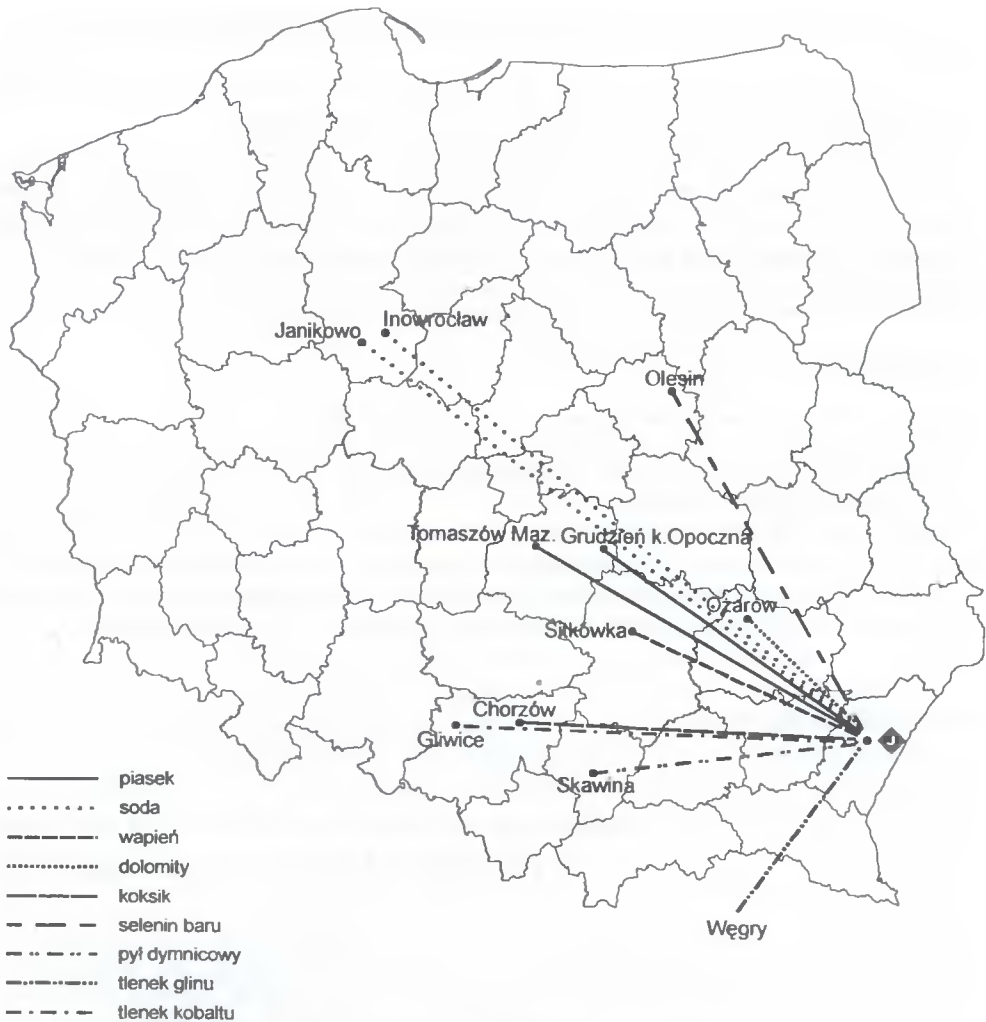 Inowrocław
Janikowo
Olesin
Tomaszów Maz. Grudzień k.Opoczna
Ożarów
Sitkówka
Chorzów
Gliwice
Skawina
Węgry
piasek
soda
wapień
dolomity
koksik
selenin baru
pył dymnicowy
tlenek glinu
tlenek kobaltu